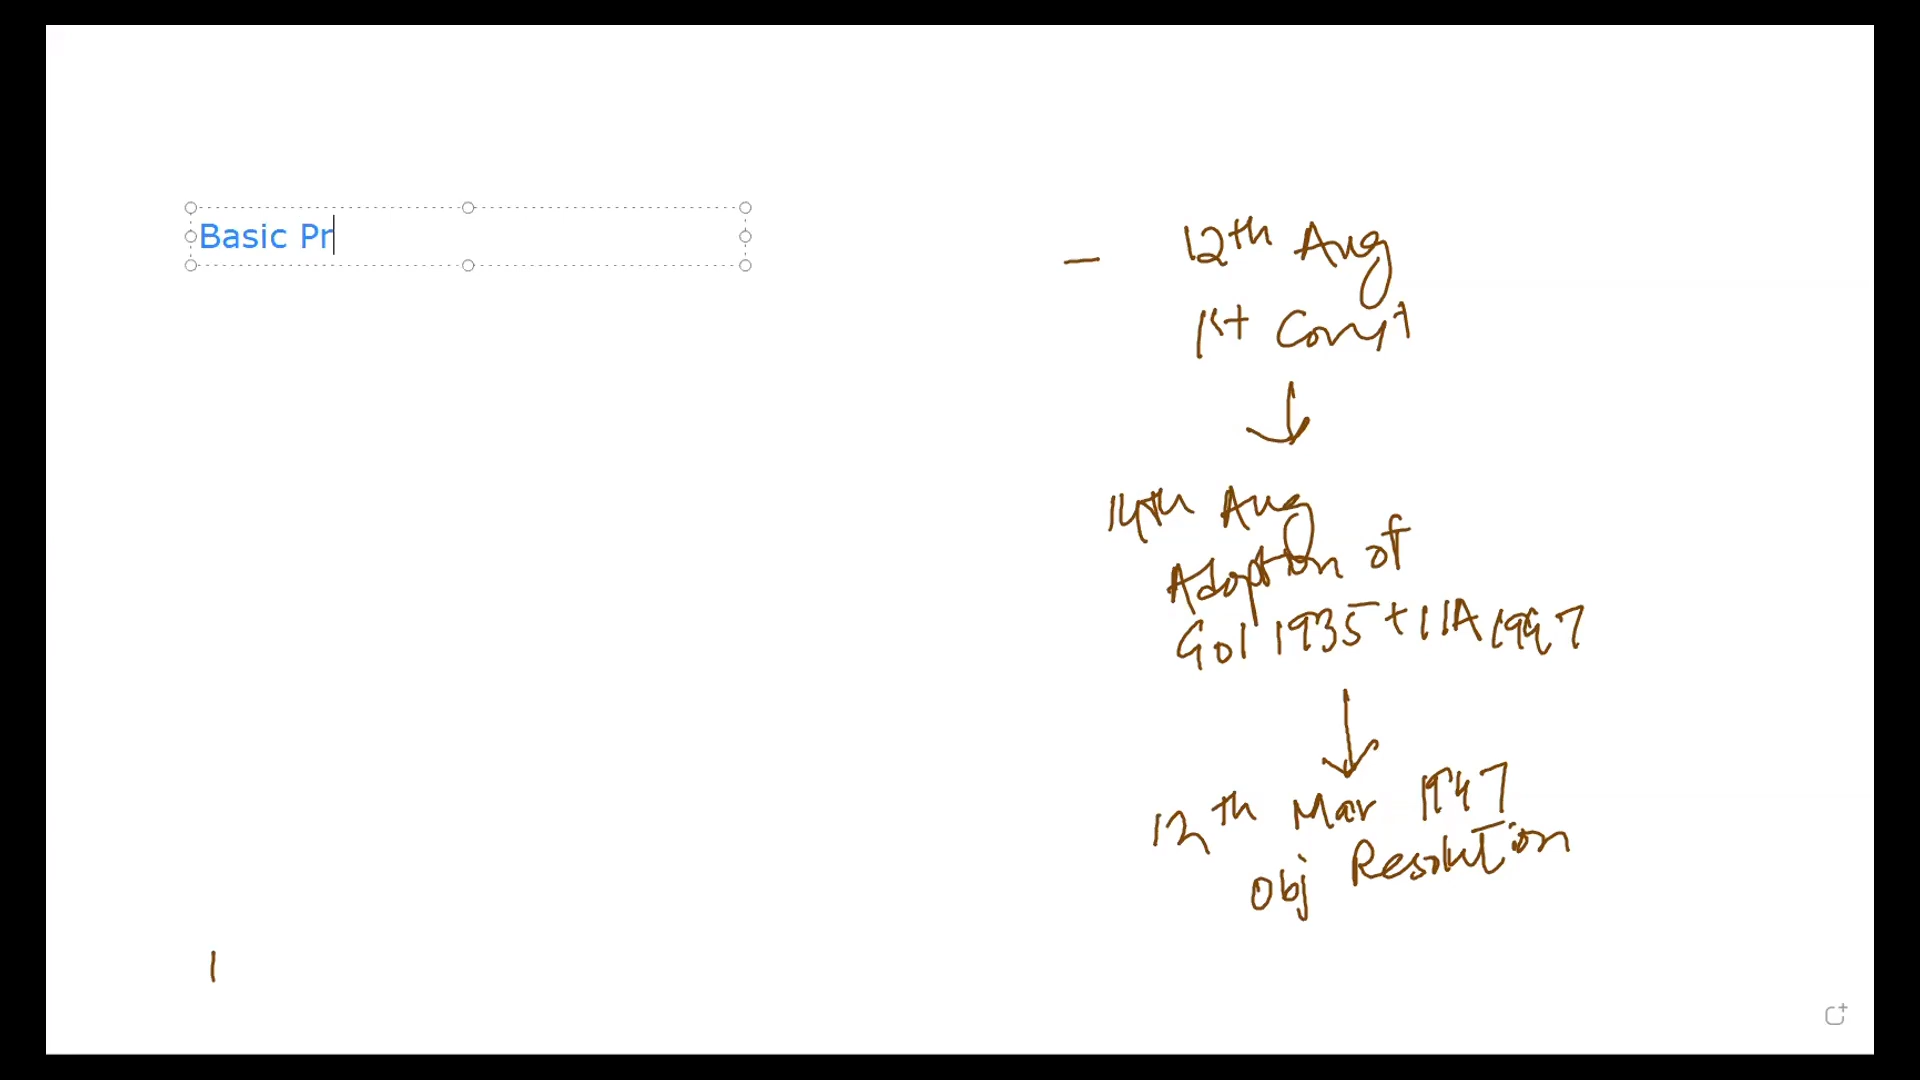 Basic Pr
— 12th Aug
1st Const
14th Aug
Adoption of
GoI 1935 + IIA 1947
12th Mar 1947
Obj Resolution
1